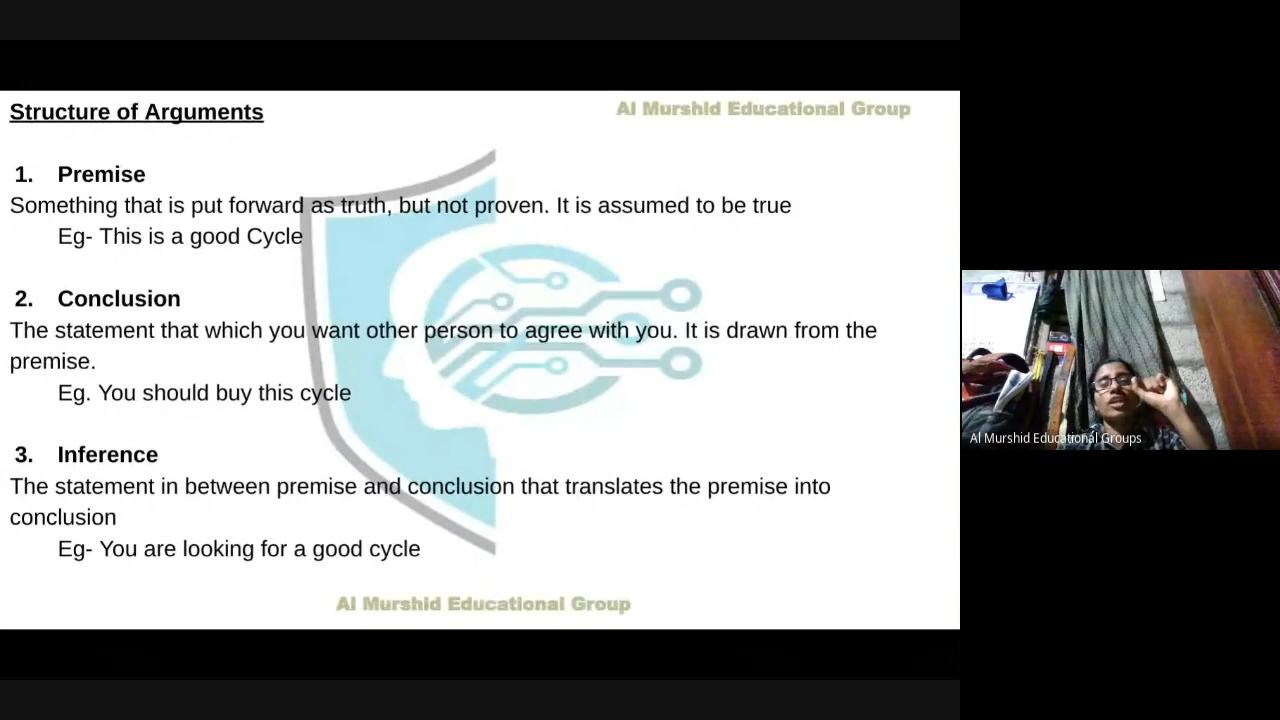 Structure of Arguments
Al Murshid Educational Group
1. Premise
Something that is put forward as truth, but not proven. It is assumed to be true
Eg- This is a good Cycle
2. Conclusion
The statement that which you want other person to agree with you. It is drawn from the
premise.
Eg. You should buy this cycle
3. Inference
The statement in between premise and conclusion that translates the premise into
conclusion
Eg- You are looking for a good cycle
Al Murshid Educational Group
Al Murshid Educational Groups